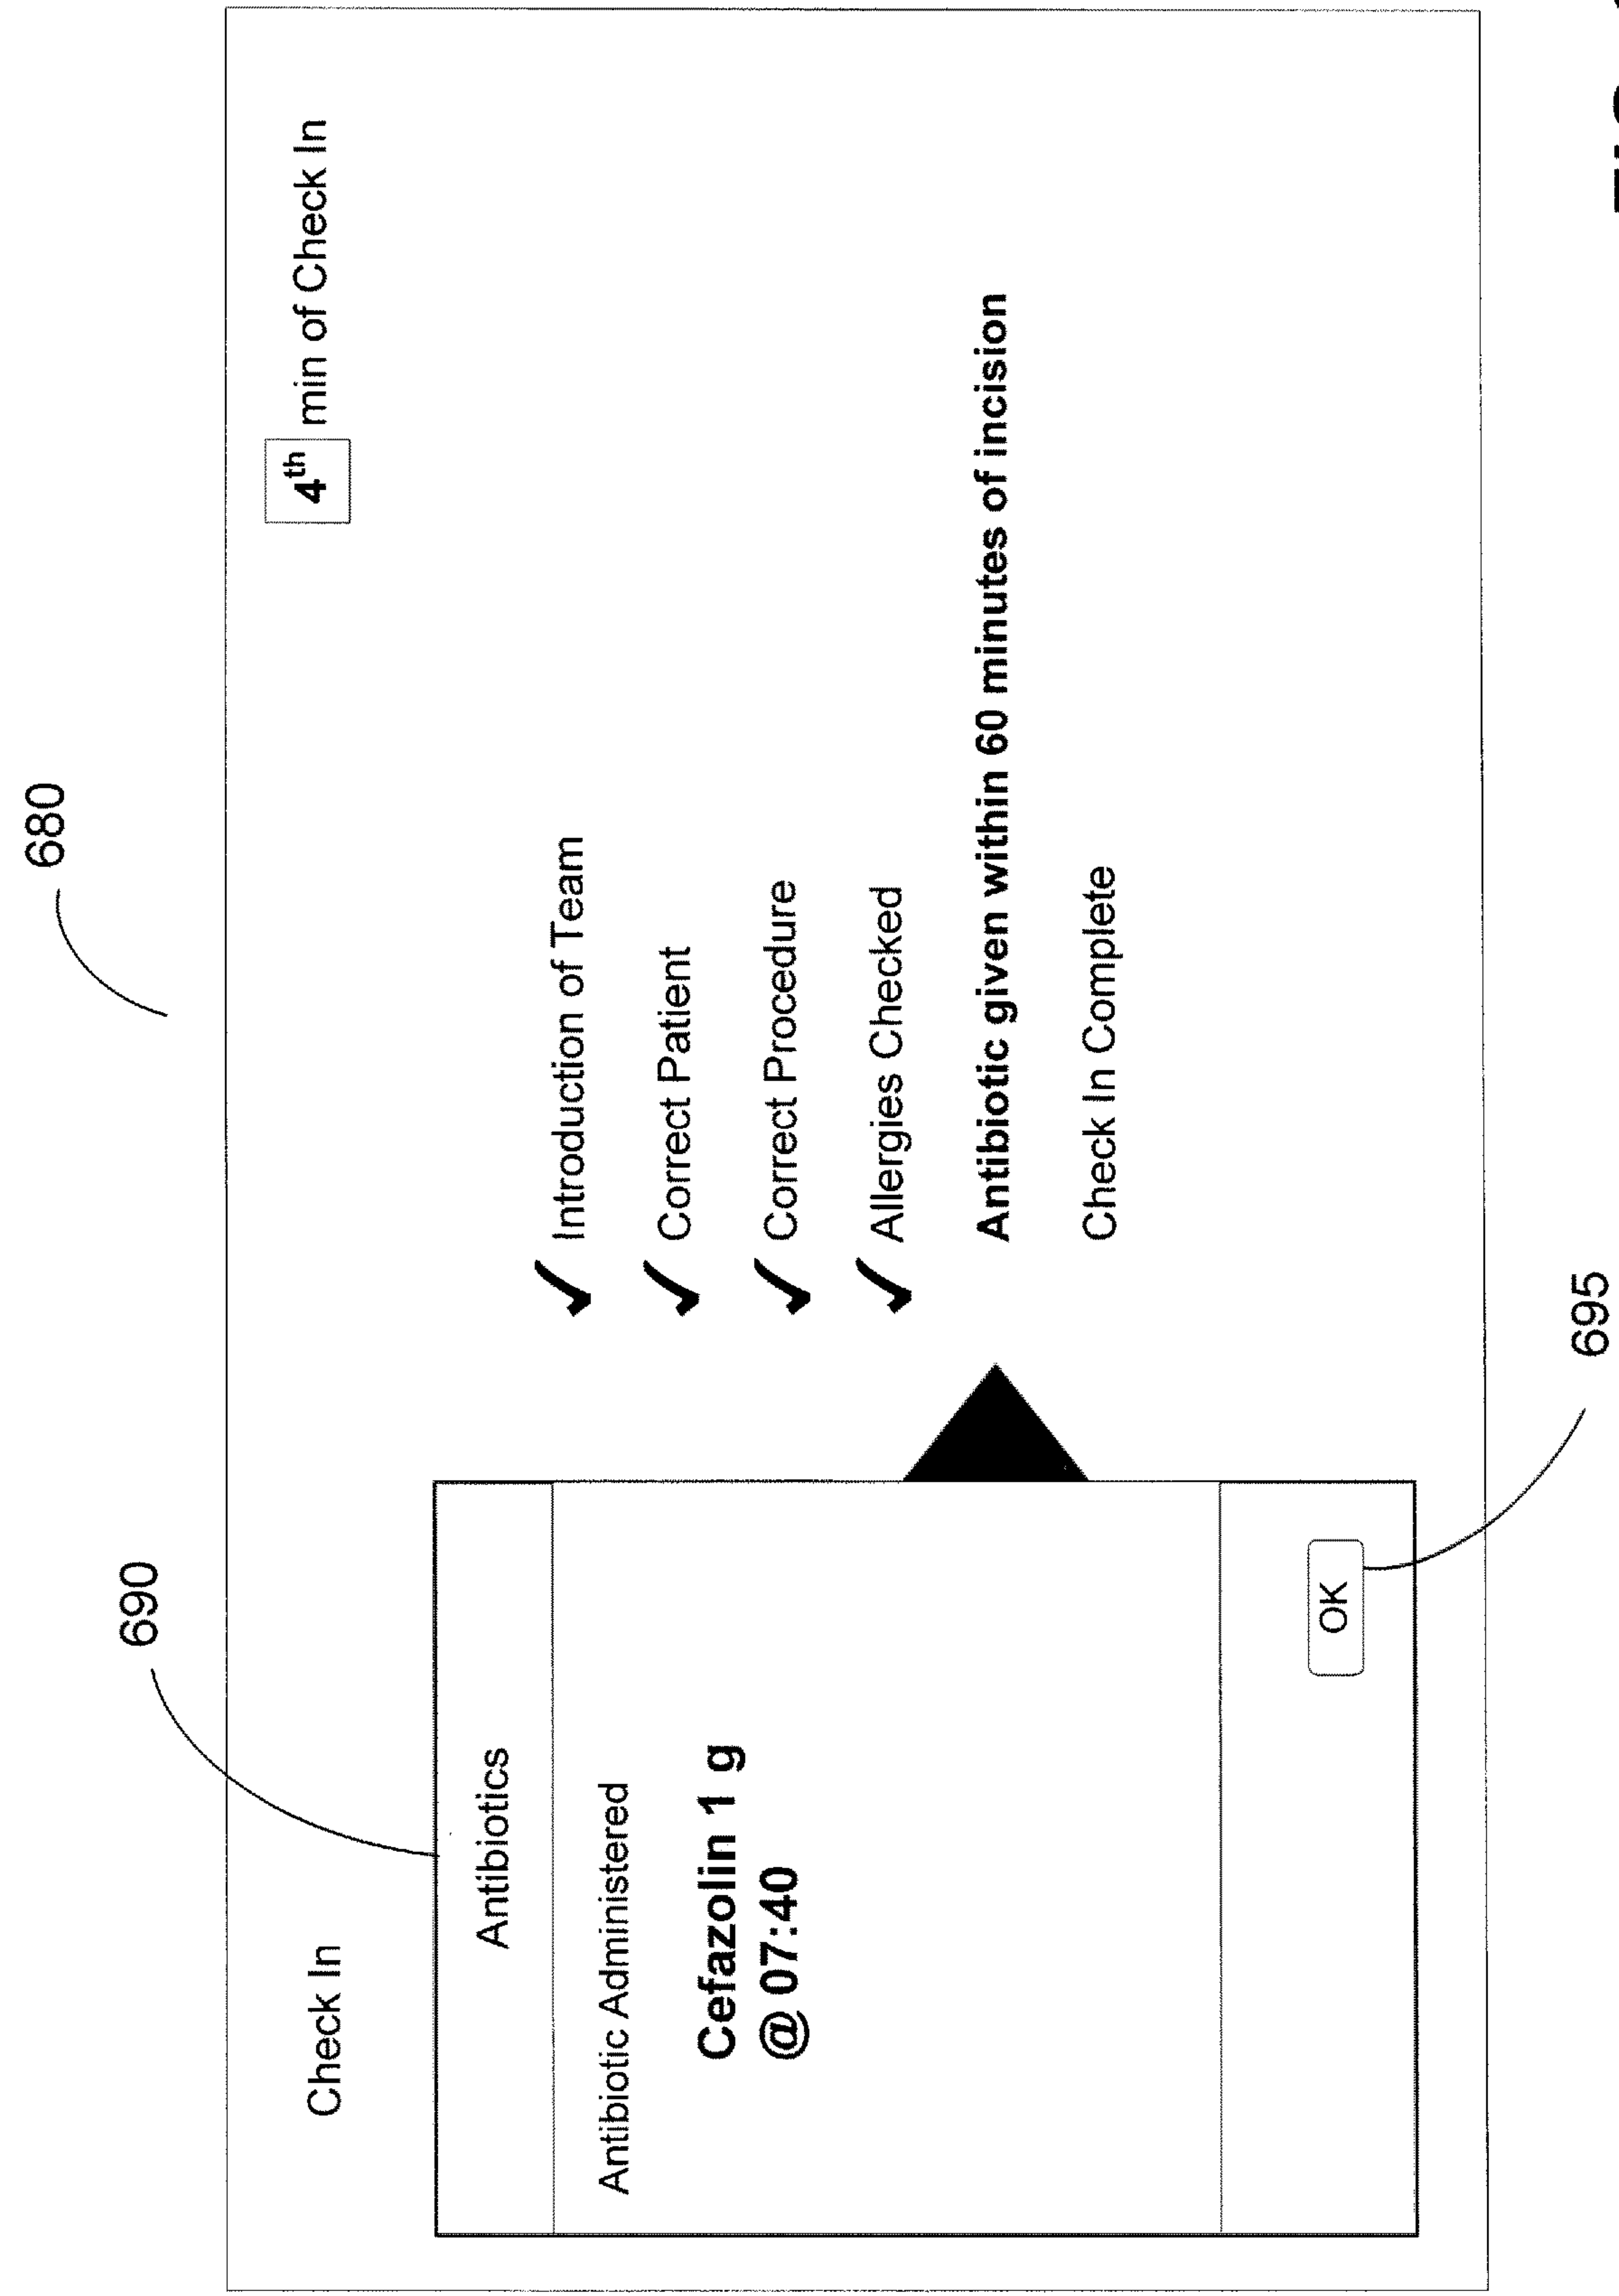 680
690
Check In
4th min of Check In
Antibiotics
Antibiotic Administered
Cefazolin 1 g
@ 07:40
OK
Introduction of Team
Correct Patient
Correct Procedure
Allergies Checked
Antibiotic given within 60 minutes of incision
Check In Complete
695